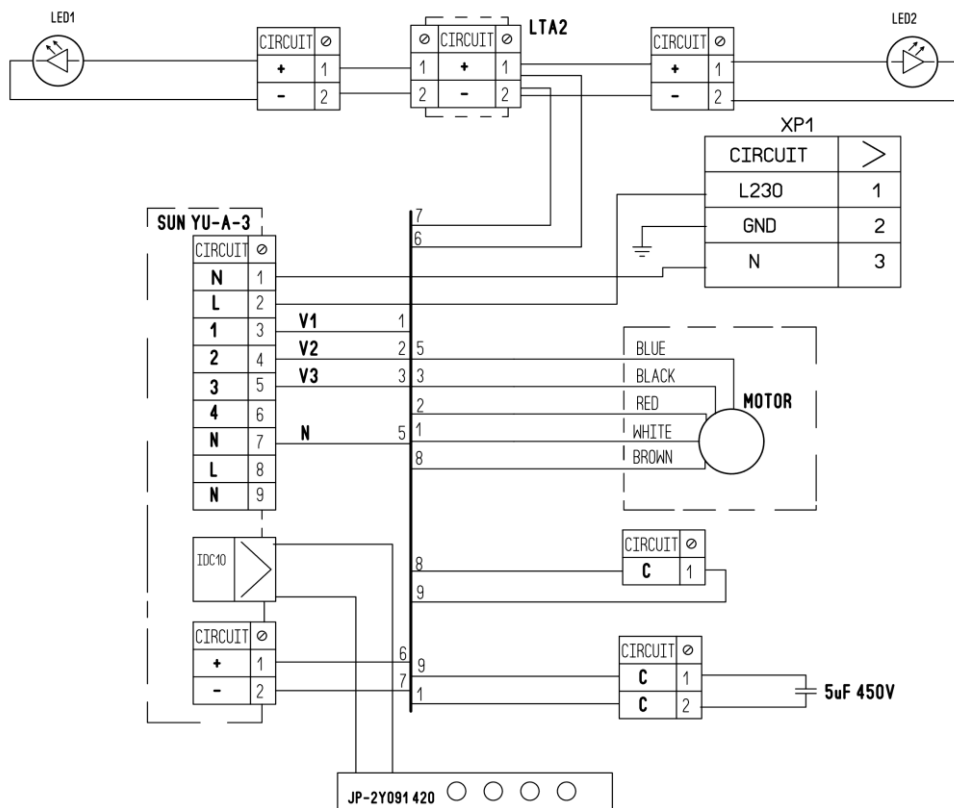 LED1
LTA2
LED2
CIRCUIT ⊘
+ 1
- 2
⊘ CIRCUIT ⊘
1 + 1
2 - 2
CIRCUIT ⊘
+ 1
- 2
XP1
CIRCUIT >
L230 1
GND 2
N 3
7
6
SUN YU-A-3
CIRCUIT ⊘
N 1
L 2
1 3
2 4
3 5
4 6
N 7
L 8
N 9
V1 1
V2 2
V3 3
N 5
5 BLUE
3 BLACK
2 RED
1 WHITE
8 BROWN
MOTOR
IDC10
8
9
CIRCUIT ⊘
C 1
CIRCUIT ⊘
+ 1
- 2
6
7
9
1
CIRCUIT ⊘
C 1
C 2
5uF 450V
JP-2Y091420